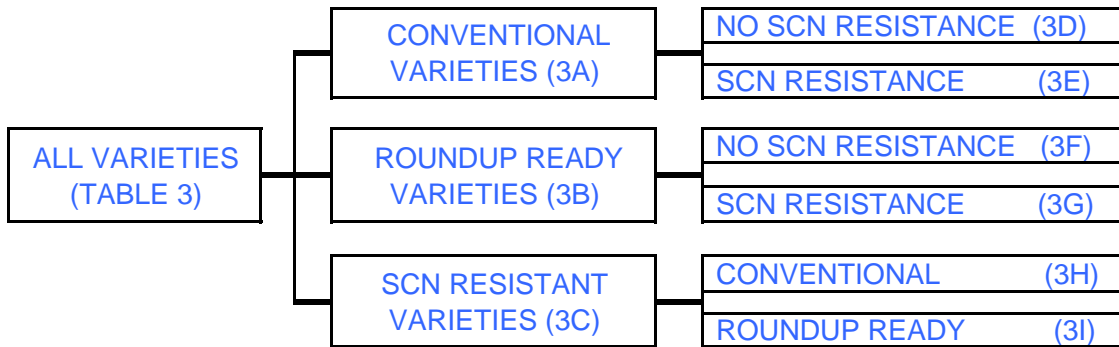 ALL VARIETIES
(TABLE 3)
CONVENTIONAL
VARIETIES (3A)
NO SCN RESISTANCE (3D)
SCN RESISTANCE (3E)
ROUNDUP READY
VARIETIES (3B)
NO SCN RESISTANCE (3F)
SCN RESISTANCE (3G)
SCN RESISTANT
VARIETIES (3C)
CONVENTIONAL (3H)
ROUNDUP READY (3I)